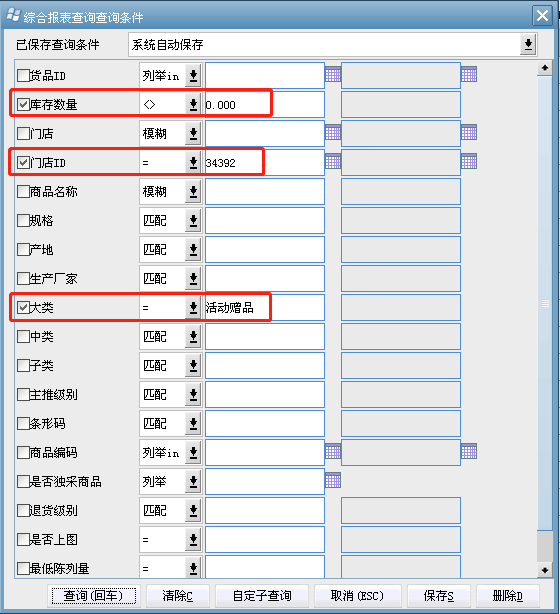 综合报表查询查询条件
已保存查询条件 系统自动保存
货品ID 列举in
库存数量 <> 0.000
门店 模糊
门店ID = 34392
商品名称 模糊
规格 匹配
产地 匹配
生产厂家 匹配
大类 = 活动赠品
中类 匹配
子类 匹配
主推级别 匹配
条形码 匹配
商品编码 列举in
是否独采商品 列举
退货级别 匹配
是否上图 =
最低陈列量 =
查询(回车) 清除C 自定子查询 取消(ESC) 保存S 删除D